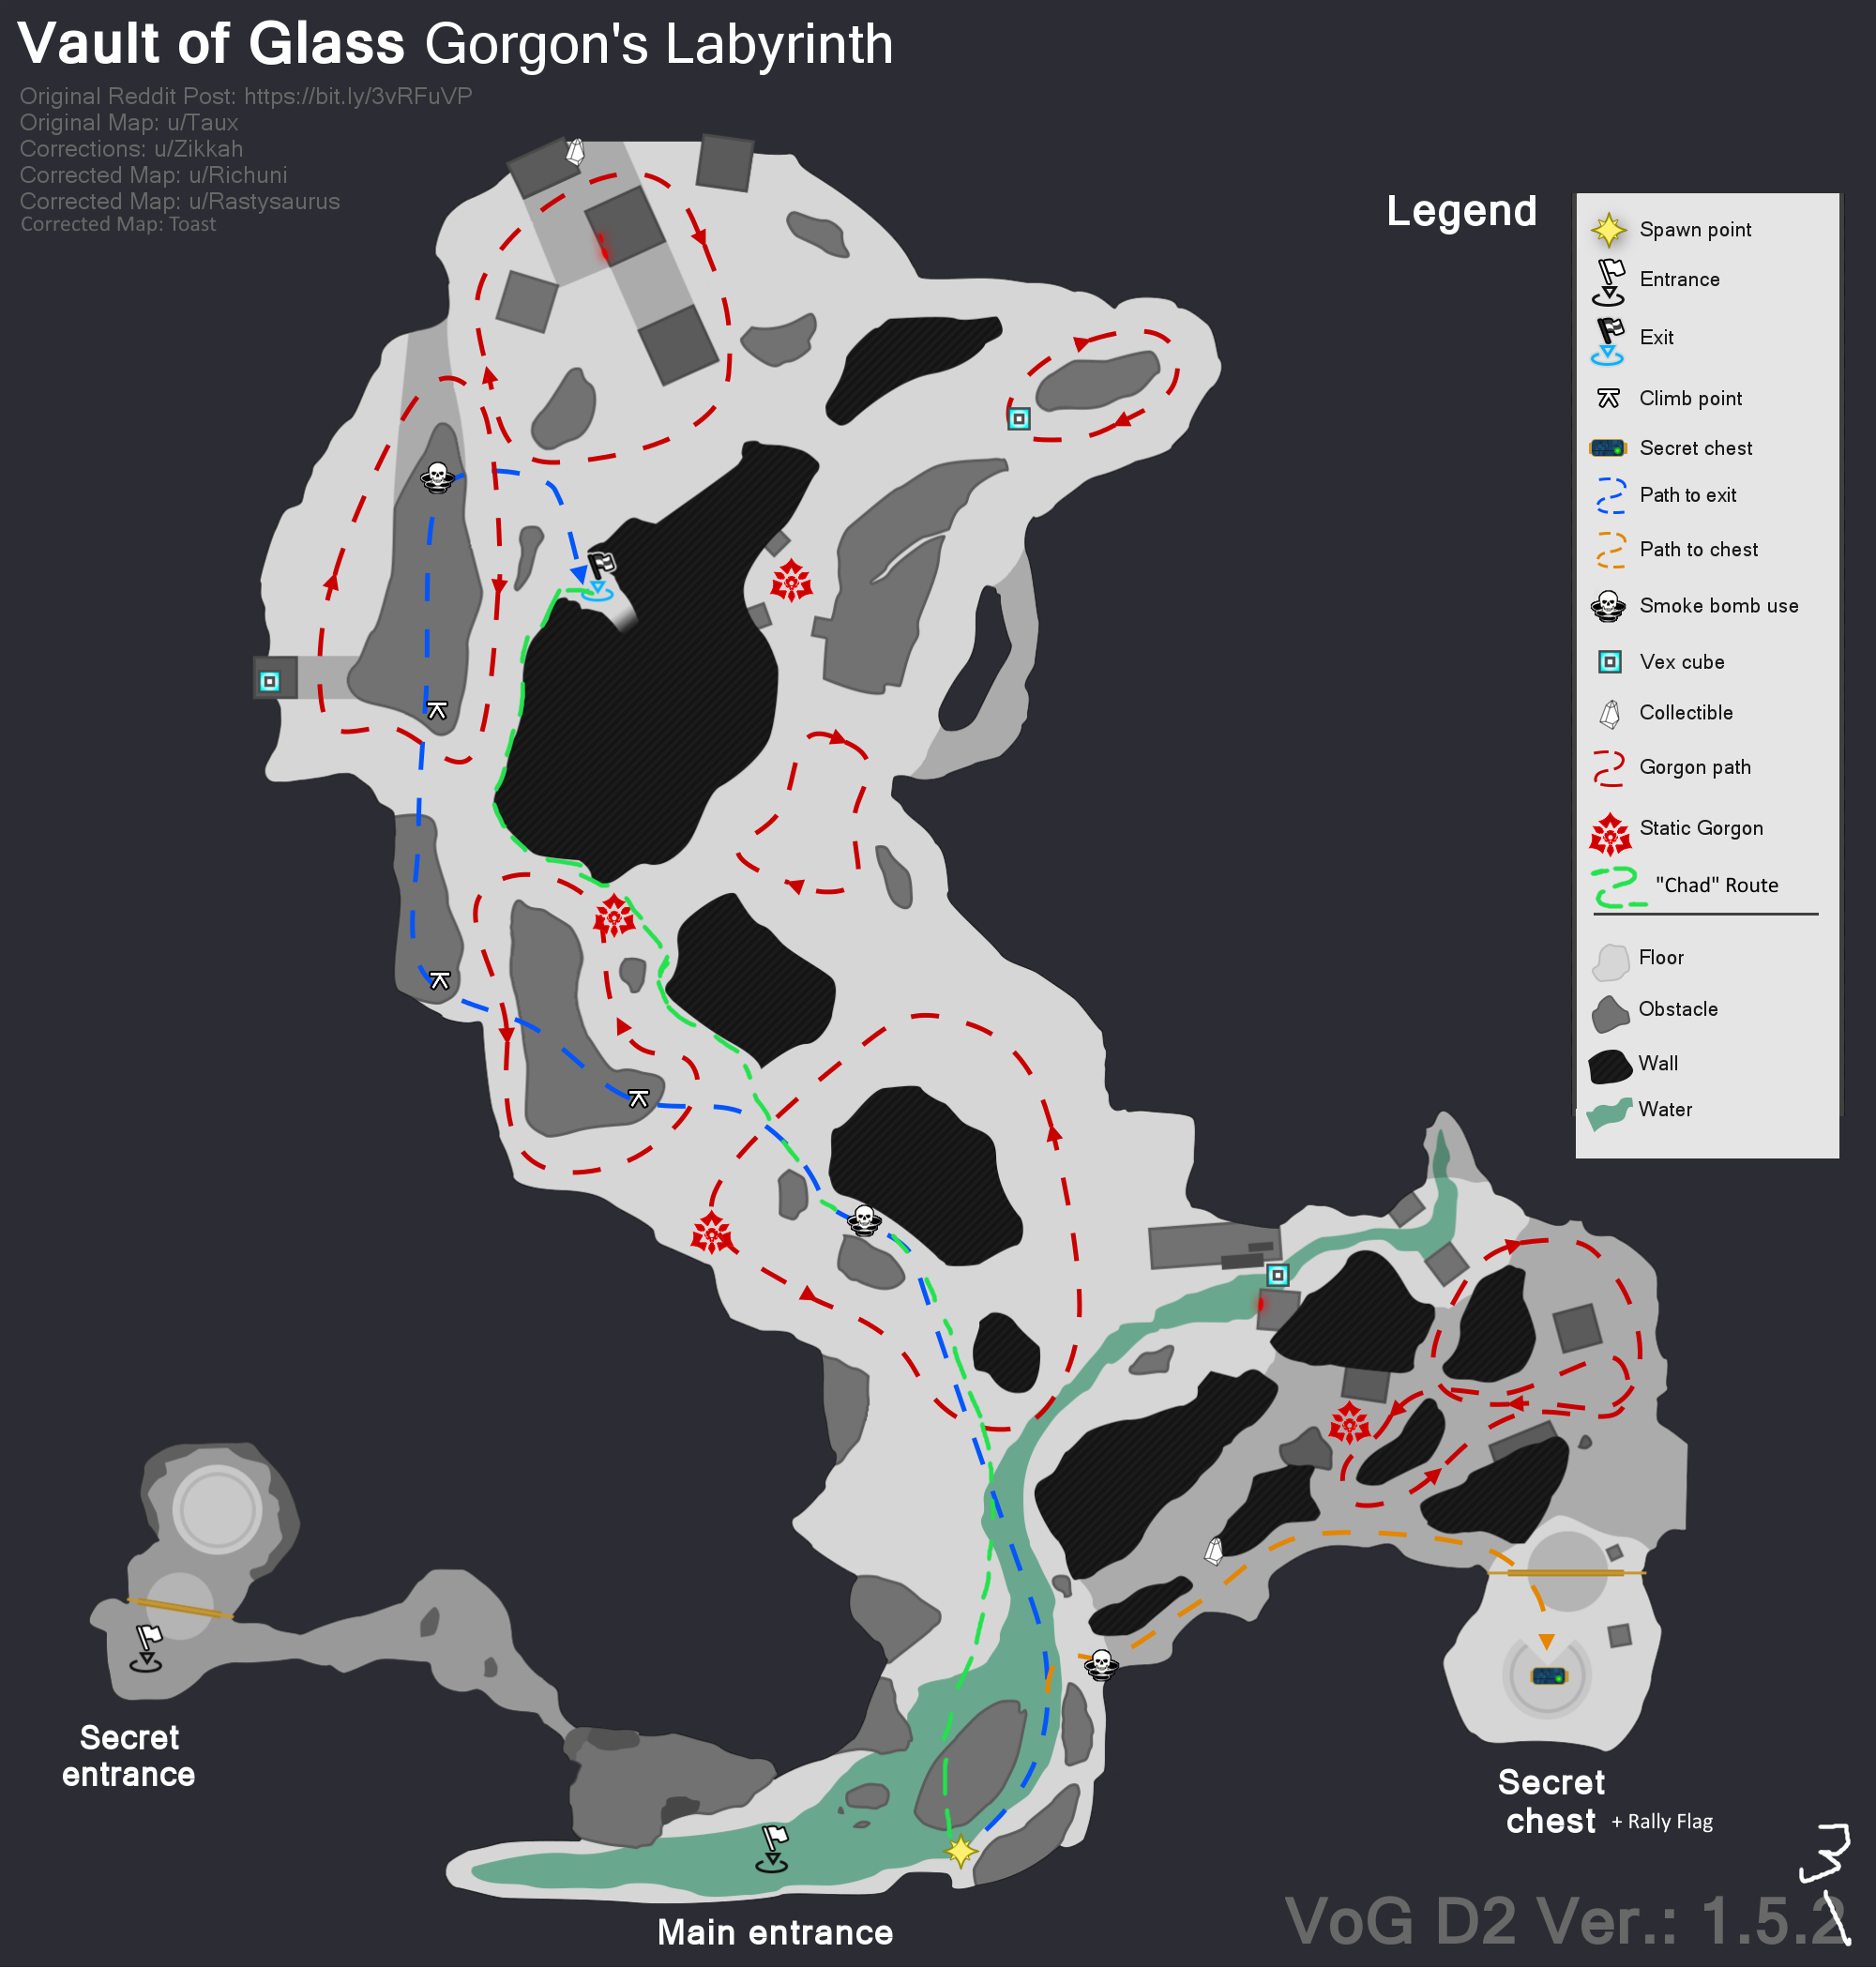 Vault of Glass Gorgon's Labyrinth
Original Reddit Post: https://bit.ly/3vRFuVP
Original Map: u/Taux
Corrections: u/Zikkah
Corrected Map: u/Richuni
Corrected Map: u/Rastysaurus
Corrected Map: Toast
Legend
Spawn point
Entrance
Exit
Climb point
Secret chest
Path to exit
Path to chest
Smoke bomb use
Vex cube
Collectible
Gorgon path
Static Gorgon
"Chad" Route
Floor
Obstacle
Wall
Water
Secret
entrance
Secret
chest + Rally Flag
Main entrance
VoG D2 Ver.: 1.5.2